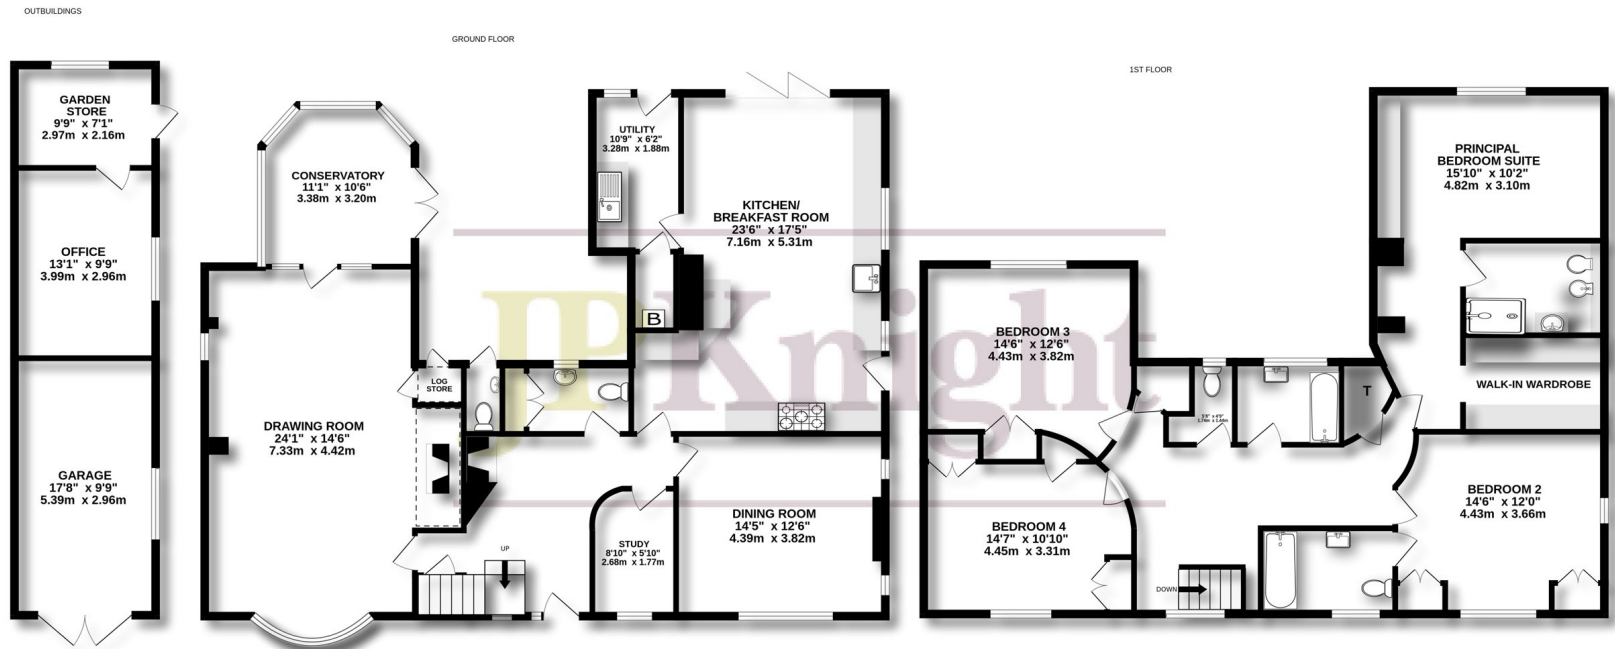 OUTBUILDINGS
GARDEN
STORE
9'9" x 7'1"
2.97m x 2.16m
OFFICE
13'1" x 9'9"
3.99m x 2.96m
GARAGE
17'8" x 9'9"
5.39m x 2.96m
GROUND FLOOR
CONSERVATORY
11'1" x 10'6"
3.38m x 3.20m
UTILITY
10'9" x 6'2"
3.28m x 1.88m
KITCHEN/
BREAKFAST ROOM
23'6" x 17'5"
7.16m x 5.31m
B
LOG
STORE
DRAWING ROOM
24'1" x 14'6"
7.33m x 4.42m
DINING ROOM
14'5" x 12'6"
4.39m x 3.82m
STUDY
8'10" x 5'10"
2.68m x 1.77m
UP
JPKnight
1ST FLOOR
PRINCIPAL
BEDROOM SUITE
15'10" x 10'2"
4.82m x 3.10m
BEDROOM 3
14'6" x 12'6"
4.43m x 3.82m
WALK-IN WARDROBE
T
BEDROOM 2
14'6" x 12'0"
4.43m x 3.66m
BEDROOM 4
14'7" x 10'10"
4.45m x 3.31m
DOWN